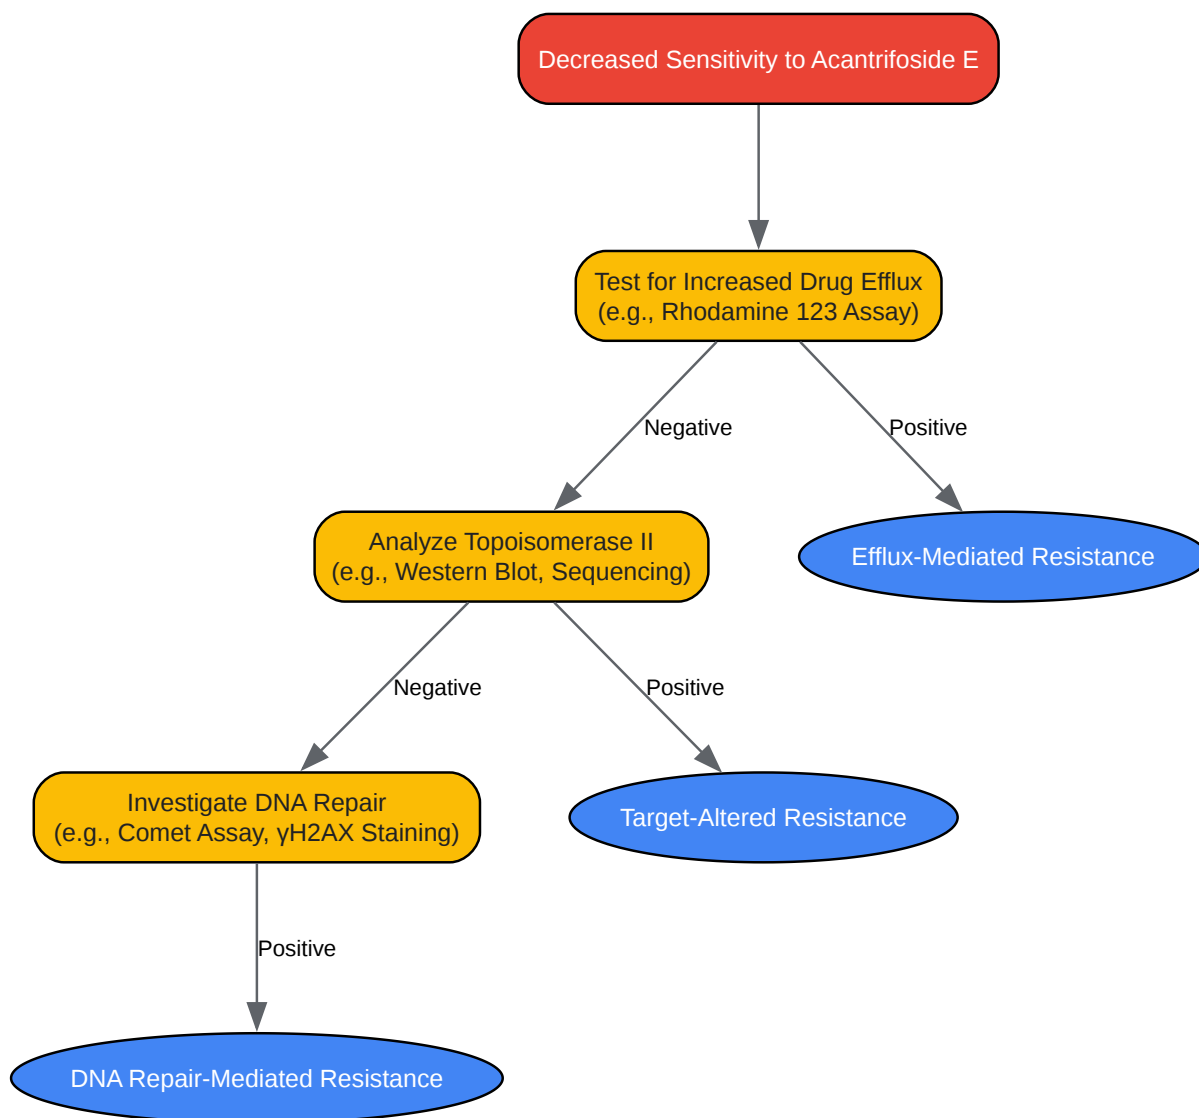 Decreased Sensitivity to Acantrifoside E
Test for Increased Drug Efflux
(e.g., Rhodamine 123 Assay)
Negative
Positive
Analyze Topoisomerase II
(e.g., Western Blot, Sequencing)
Efflux-Mediated Resistance
Negative
Positive
Investigate DNA Repair
(e.g., Comet Assay, γH2AX Staining)
Target-Altered Resistance
Positive
DNA Repair-Mediated Resistance